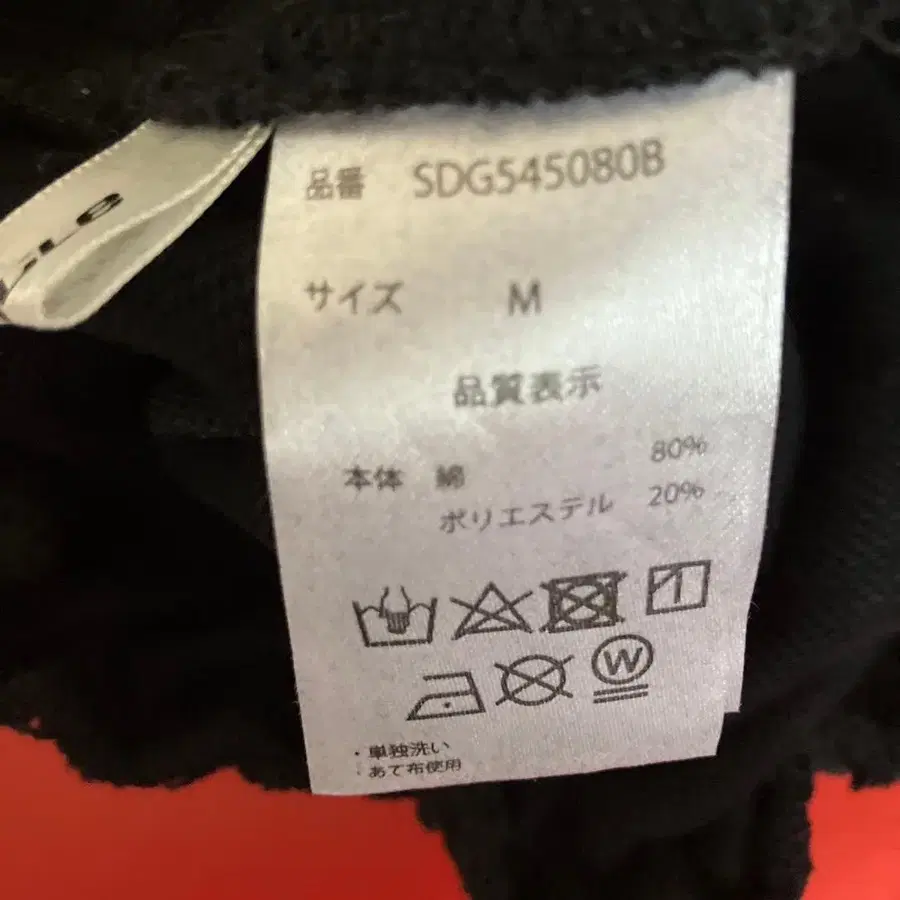 品番 SDG545080B
サイズ M
品質表示
本体 綿 80%
ポリエステル 20%
W
・単独洗い
・あて布使用